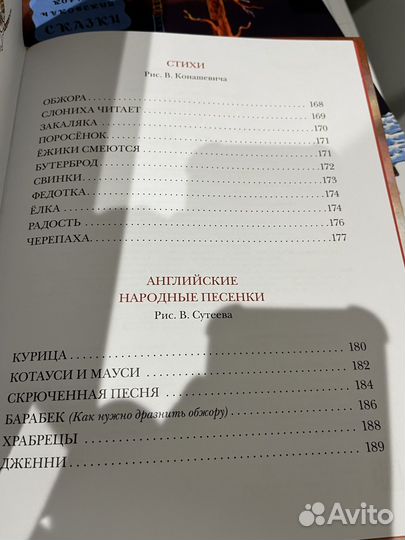 ЧУКОВСКИЙ
СКАЗКИ
СТИХИ
Рис. В. Конашевича
ОБЖОРА 168
СЛОНИХА ЧИТАЕТ 169
ЗАКАЛЯКА 170
ПОРОСЁНОК 171
ЁЖИКИ СМЕЮТСЯ 171
БУТЕРБРОД 172
СВИНКИ 173
ФЕДОТКА 174
ЁЛКА 174
РАДОСТЬ 176
ЧЕРЕПАХА 177
АНГЛИЙСКИЕ
НАРОДНЫЕ ПЕСЕНКИ
Рис. В. Сутеева
КУРИЦА 180
КОТАУСИ И МАУСИ 182
СКРЮЧЕННАЯ ПЕСНЯ 184
БАРАБЕК (Как нужно дразнить обжору) 186
ХРАБРЕЦЫ 188
ДЖЕННИ 189
Avito